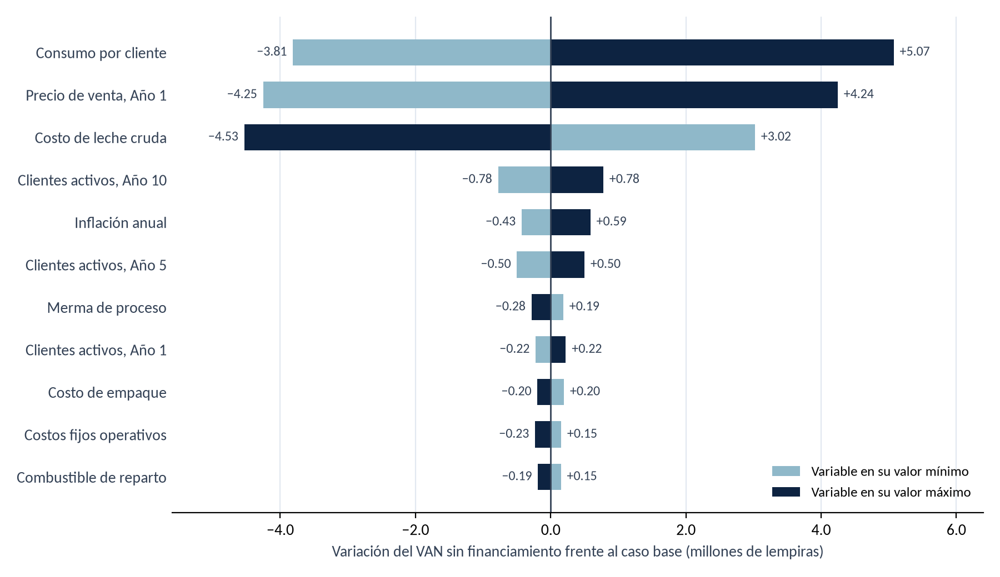 Consumo por cliente −3.81 +5.07
Precio de venta, Año 1 −4.25 +4.24
Costo de leche cruda −4.53 +3.02
Clientes activos, Año 10 −0.78 +0.78
Inflación anual −0.43 +0.59
Clientes activos, Año 5 −0.50 +0.50
Merma de proceso −0.28 +0.19
Clientes activos, Año 1 −0.22 +0.22
Costo de empaque −0.20 +0.20
Costos fijos operativos −0.23 +0.15
Combustible de reparto −0.19 +0.15
Variable en su valor mínimo
Variable en su valor máximo
−4.0 −2.0 0.0 2.0 4.0 6.0
Variación del VAN sin financiamiento frente al caso base (millones de lempiras)